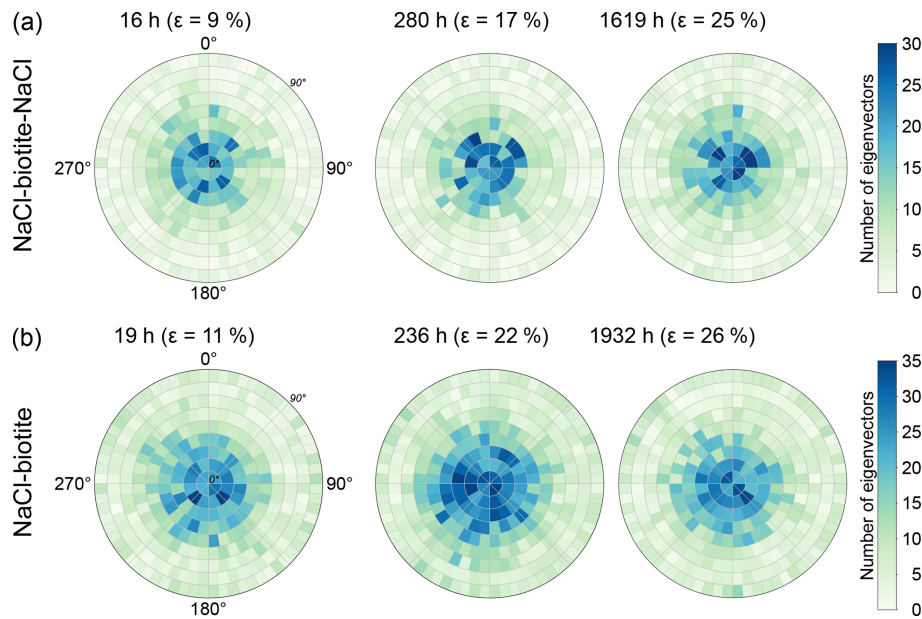 (a)
16 h (ε = 9 %)
280 h (ε = 17 %)
1619 h (ε = 25 %)
NaCl-biotite-NaCl
0°
90°
0°
270°
90°
180°
30
25
20
15
10
5
0
Number of eigenvectors
(b)
19 h (ε = 11 %)
236 h (ε = 22 %)
1932 h (ε = 26 %)
NaCl-biotite
0°
90°
0°
270°
90°
180°
35
30
25
20
15
10
5
0
Number of eigenvectors